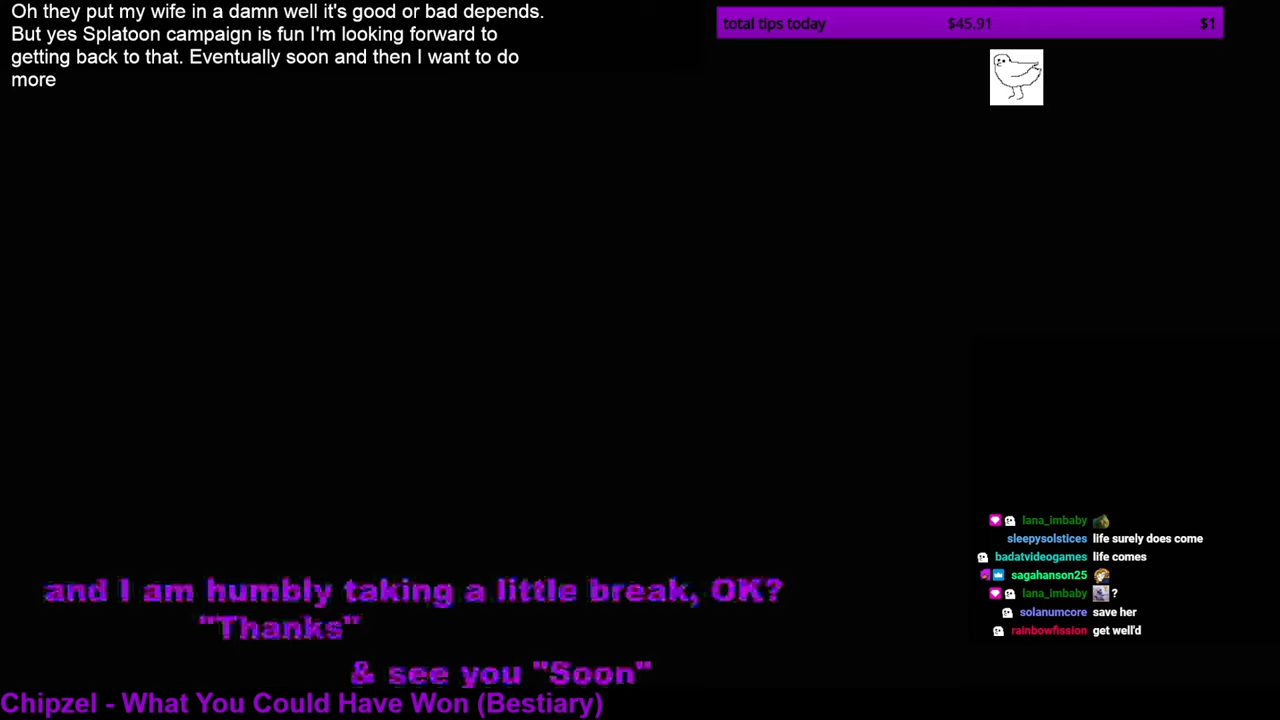 Oh they put my wife in a damn well it's good or bad depends.
But yes Splatoon campaign is fun I'm looking forward to
getting back to that. Eventually soon and then I want to do
more
total tips today $45.91 $1
lana_imbaby
sleepysolstices life surely does come
badatvideogames life comes
sagahanson25
lana_imbaby ?
solanumcore save her
rainbowfission get well'd
and I am humbly taking a little break, OK?
"Thanks"
& see you "Soon"
Chipzel - What You Could Have Won (Bestiary)